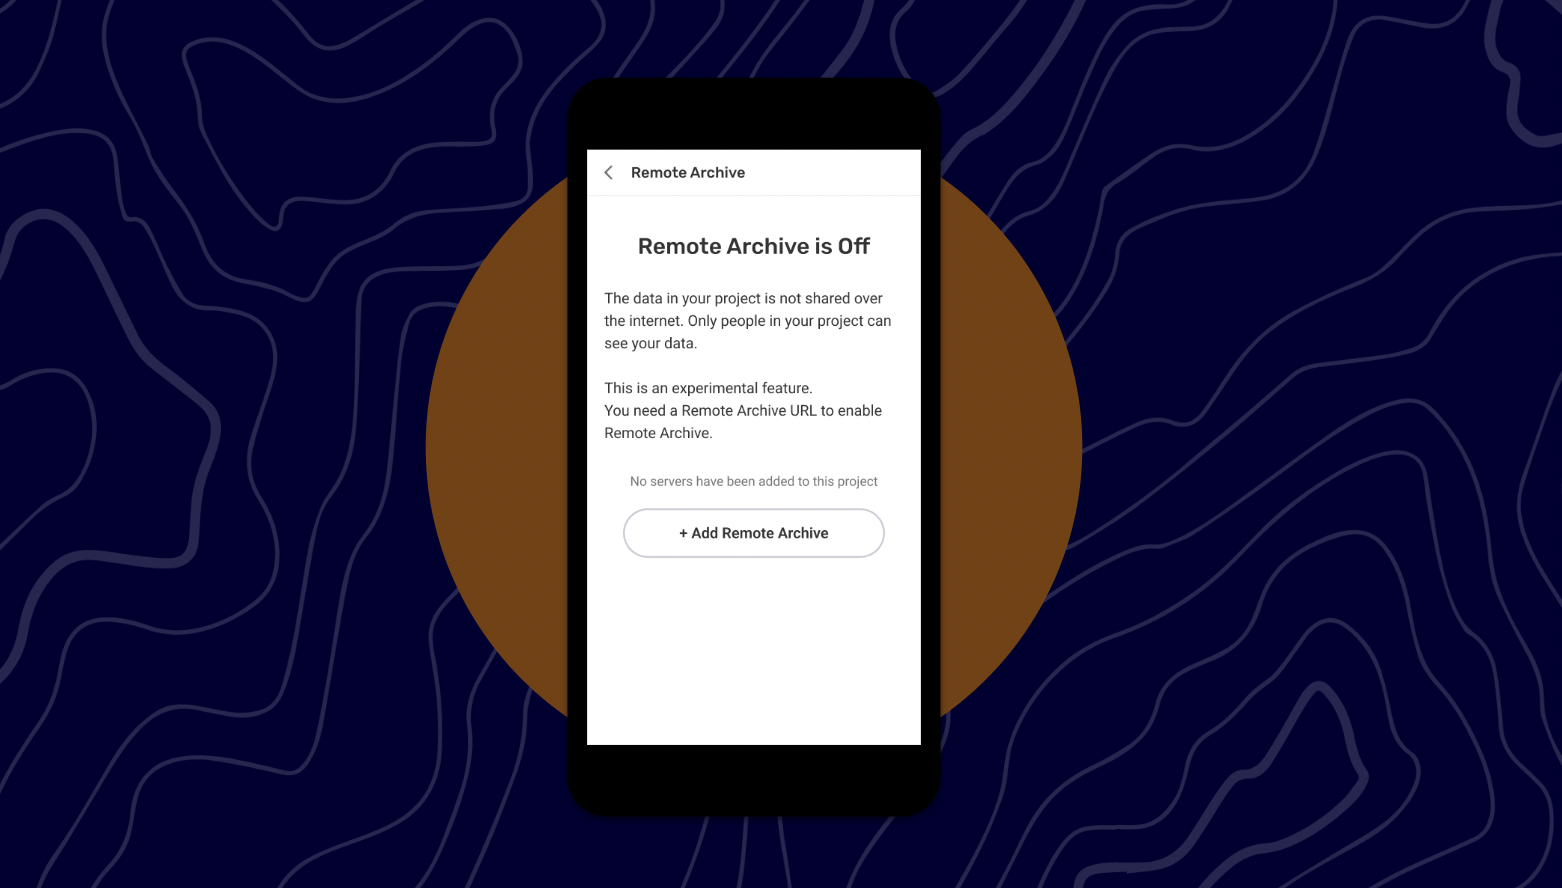 Remote Archive
Remote Archive is Off
The data in your project is not shared over
the internet. Only people in your project can
see your data.
This is an experimental feature.
You need a Remote Archive URL to enable
Remote Archive.
No servers have been added to this project
+ Add Remote Archive